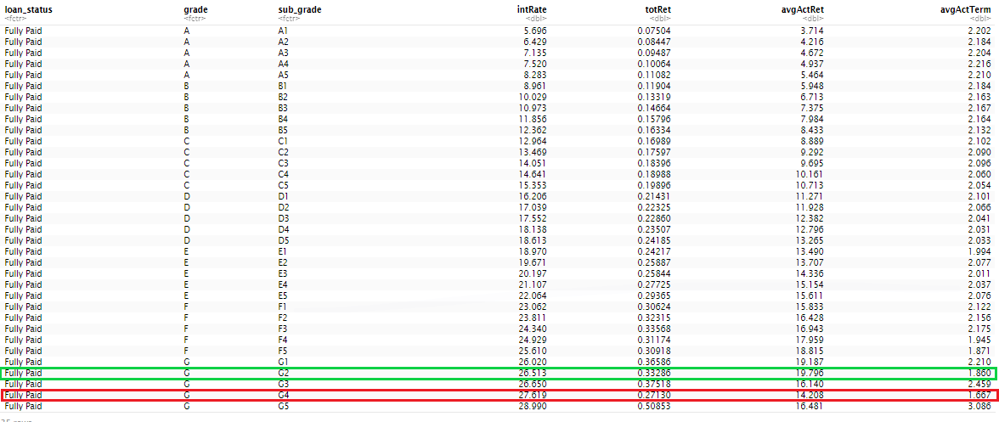 loan_status grade sub_grade intRate totRet avgActRet avgActTerm
<fctr> <fctr> <fctr> <dbl> <dbl> <dbl> <dbl>
Fully Paid A A1 5.696 0.07504 3.714 2.202
Fully Paid A A2 6.429 0.08447 4.216 2.184
Fully Paid A A3 7.135 0.09487 4.672 2.204
Fully Paid A A4 7.520 0.10064 4.937 2.216
Fully Paid A A5 8.283 0.11082 5.464 2.210
Fully Paid B B1 8.961 0.11904 5.948 2.184
Fully Paid B B2 10.029 0.13319 6.713 2.163
Fully Paid B B3 10.973 0.14664 7.375 2.167
Fully Paid B B4 11.856 0.15796 7.984 2.164
Fully Paid B B5 12.362 0.16334 8.433 2.132
Fully Paid C C1 12.964 0.16989 8.889 2.102
Fully Paid C C2 13.469 0.17597 9.292 2.090
Fully Paid C C3 14.051 0.18396 9.695 2.096
Fully Paid C C4 14.641 0.18988 10.161 2.060
Fully Paid C C5 15.353 0.19896 10.713 2.054
Fully Paid D D1 16.206 0.21431 11.271 2.101
Fully Paid D D2 17.039 0.22325 11.928 2.066
Fully Paid D D3 17.552 0.22860 12.382 2.041
Fully Paid D D4 18.138 0.23507 12.796 2.031
Fully Paid D D5 18.613 0.24185 13.265 2.033
Fully Paid E E1 18.970 0.24217 13.490 1.994
Fully Paid E E2 19.671 0.25887 13.707 2.077
Fully Paid E E3 20.197 0.25844 14.336 2.011
Fully Paid E E4 21.107 0.27725 15.154 2.037
Fully Paid E E5 22.064 0.29365 15.611 2.076
Fully Paid F F1 23.062 0.30624 15.833 2.122
Fully Paid F F2 23.811 0.32315 16.428 2.156
Fully Paid F F3 24.340 0.33568 16.943 2.175
Fully Paid F F4 24.929 0.31174 17.959 1.945
Fully Paid F F5 25.610 0.30918 18.815 1.871
Fully Paid G G1 26.020 0.36586 19.187 2.210
Fully Paid G G2 26.513 0.33286 19.796 1.860
Fully Paid G G3 26.650 0.37518 16.140 2.459
Fully Paid G G4 27.619 0.27130 14.208 1.667
Fully Paid G G5 28.990 0.50853 16.481 3.086